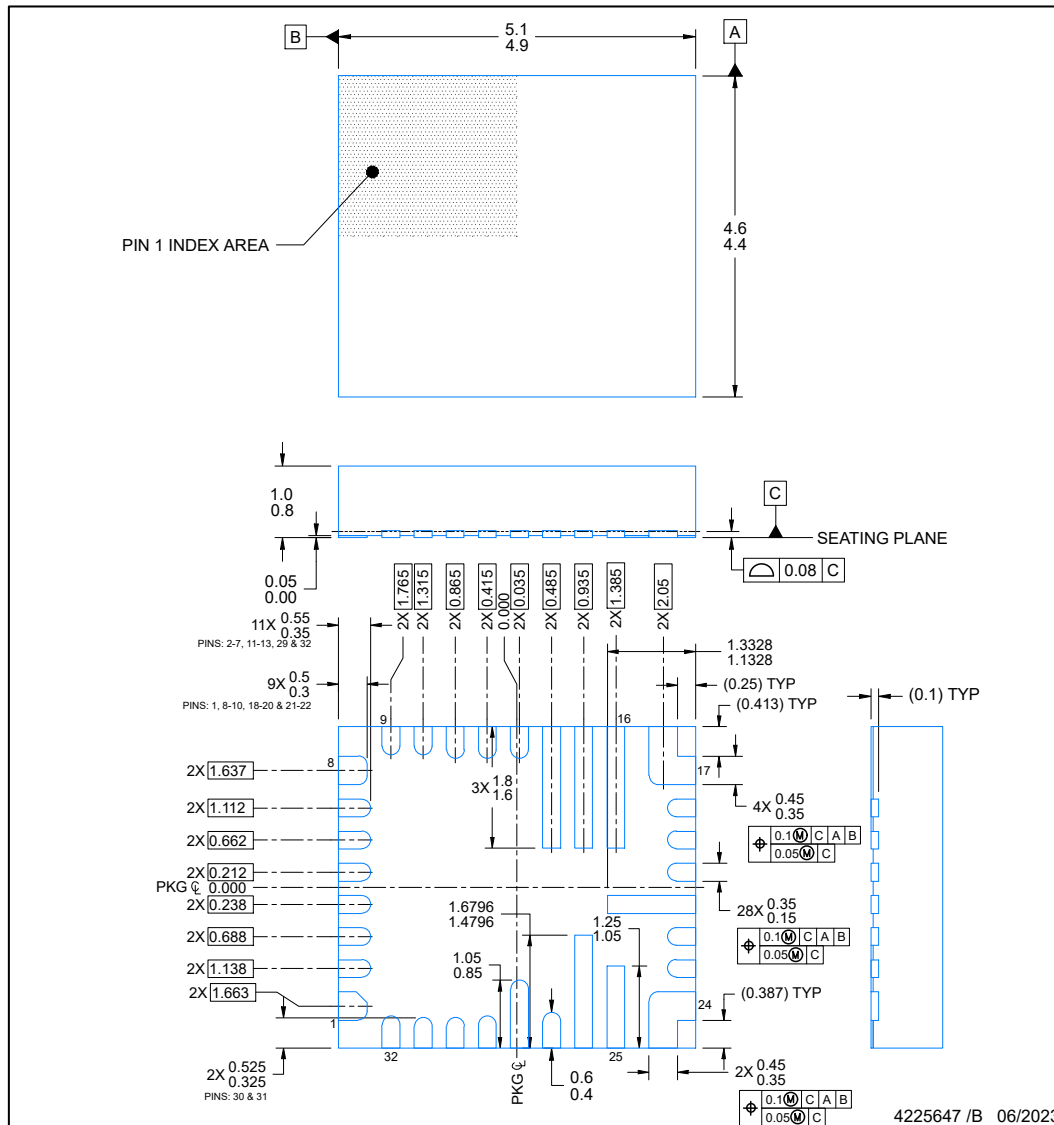 B
5.1
4.9
A
PIN 1 INDEX AREA
4.6
4.4
1.0
0.8
C
SEATING PLANE
0.08 C
0.05
0.00
2X 1.765
2X 1.315
2X 0.865
2X 0.415
0.000
2X 0.035
2X 0.485
2X 0.935
2X 1.385
2X 2.05
11X 0.55
0.35
PINS: 2-7, 11-13, 29 & 32
1.3328
1.1328
9X 0.5
0.3
PINS: 1, 8-10, 18-20 & 21-22
(0.25) TYP
(0.1) TYP
(0.413) TYP
9
16
8
17
2X 1.637
3X 1.8
1.6
4X 0.45
0.35
2X 1.112
0.1 Ⓜ C A B
0.05 Ⓜ C
2X 0.662
2X 0.212
PKG ℄ 0.000
2X 0.238
28X 0.35
0.15
1.6796
1.4796
1.25
1.05
0.1 Ⓜ C A B
0.05 Ⓜ C
2X 0.688
1.05
0.85
2X 1.138
2X 1.663
(0.387) TYP
24
1
32
25
PKG ℄
2X 0.525
0.325
PINS: 30 & 31
0.6
0.4
2X 0.45
0.35
0.1 Ⓜ C A B
0.05 Ⓜ C
4225647 /B 06/2023